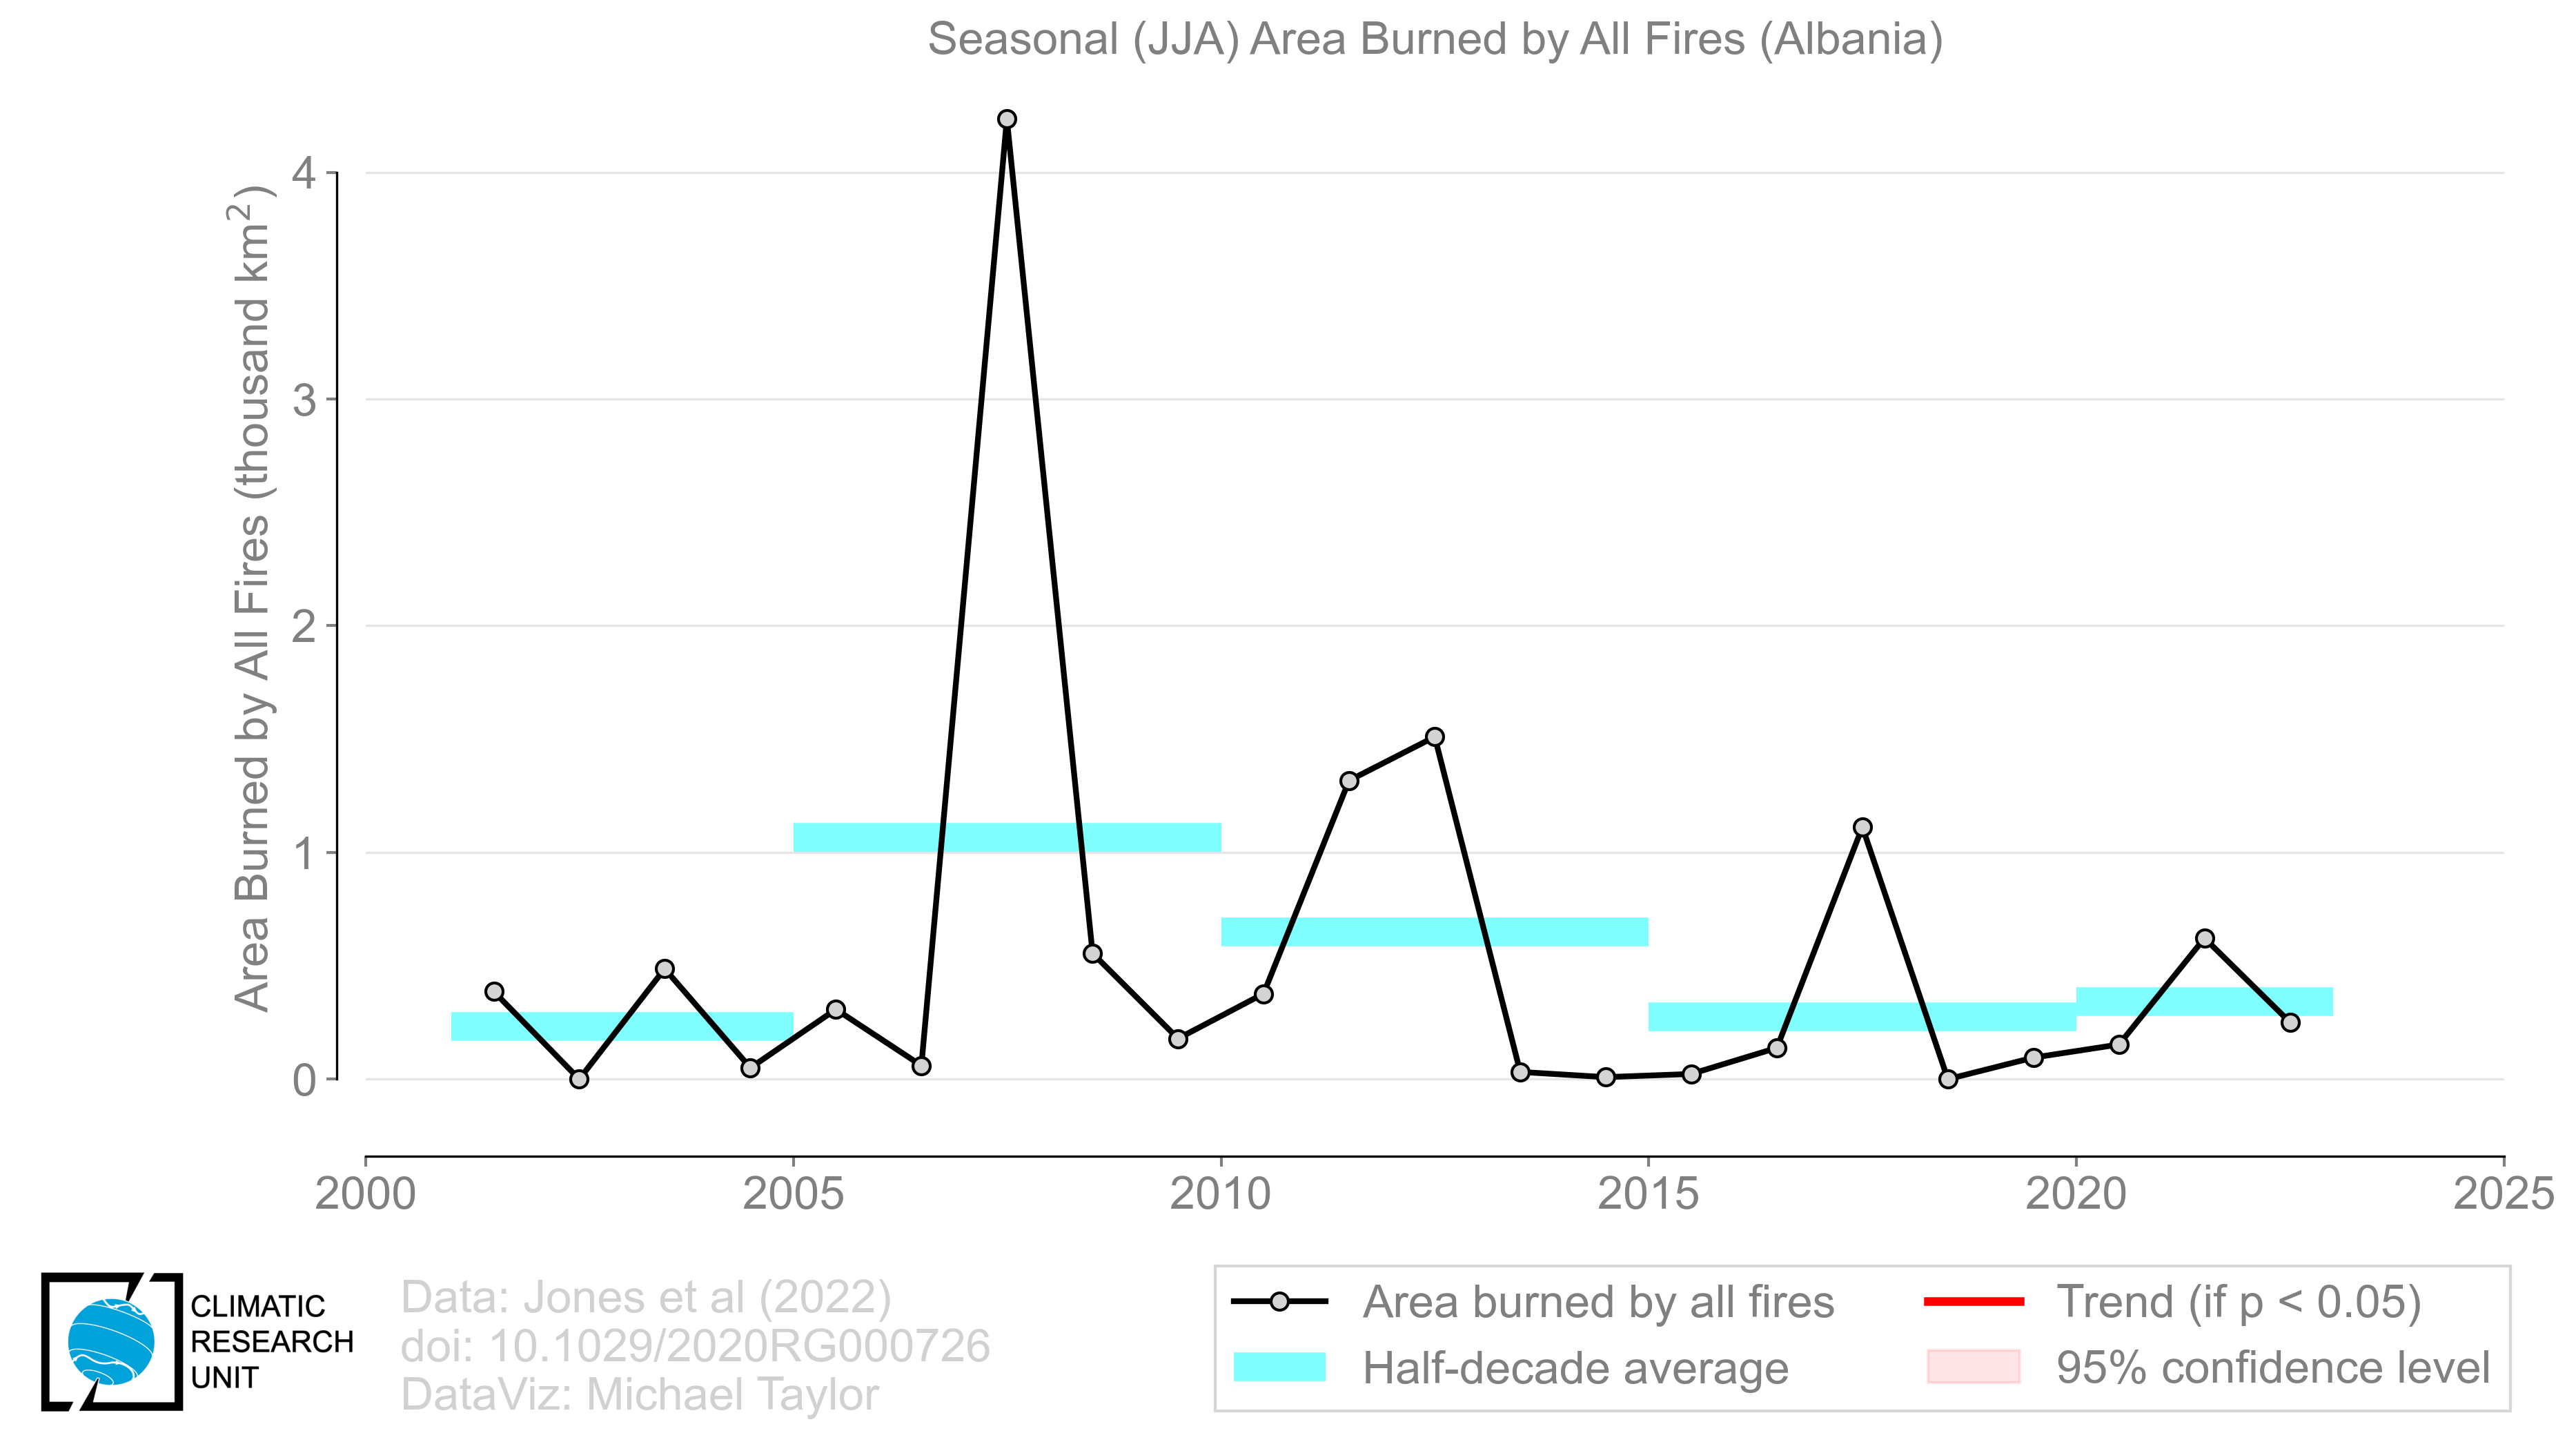 Seasonal (JJA) Area Burned by All Fires (Albania)
Area Burned by All Fires (thousand km²)
4
3
2
1
0
2000 2005 2010 2015 2020 2025
CLIMATIC
RESEARCH
UNIT
Data: Jones et al (2022)
doi: 10.1029/2020RG000726
DataViz: Michael Taylor
Area burned by all fires
Half-decade average
Trend (if p < 0.05)
95% confidence level